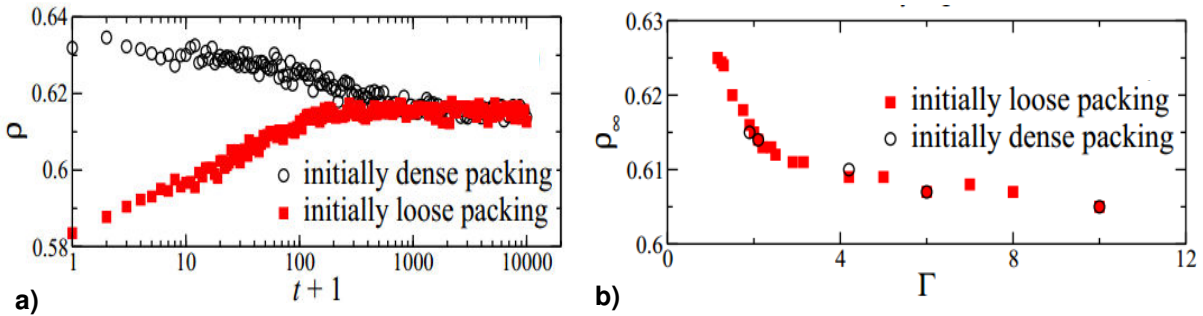 0.64
0.62
0.6
0.58
ρ
initially dense packing
initially loose packing
1
10
100
1000
10000
t + 1
a)
0.63
0.62
0.61
0.6
ρ∞
initially loose packing
initially dense packing
0
4
8
12
Γ
b)